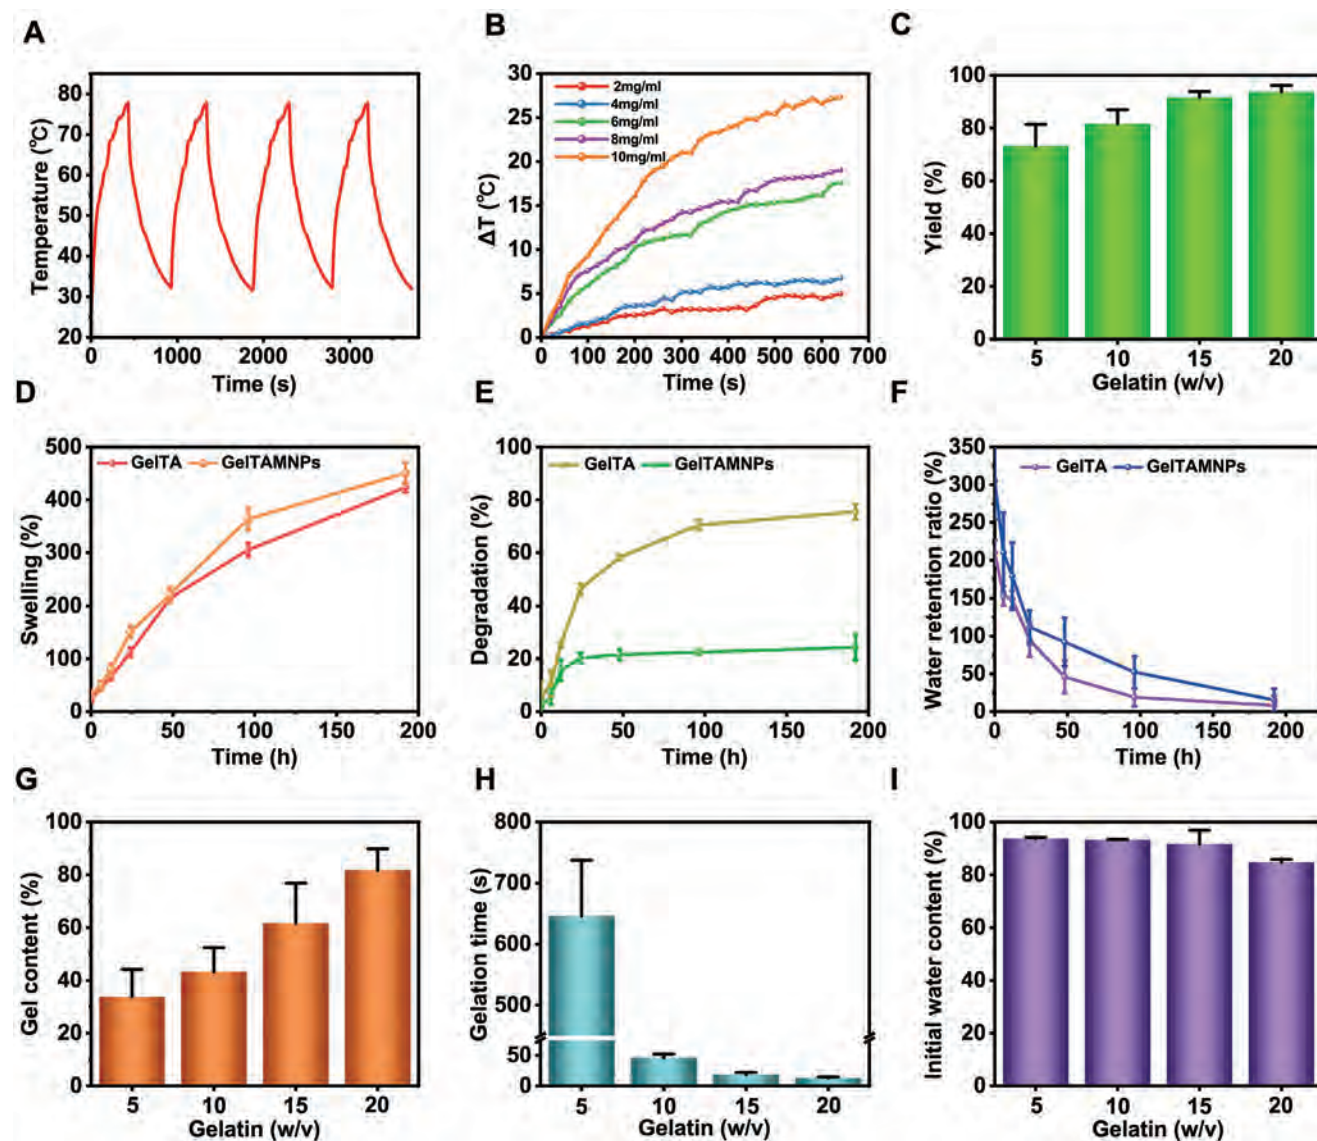 A
Temperature (℃)
80
70
60
50
40
30
20
0
1000
2000
3000
Time (s)
B
ΔT (℃)
30
25
20
15
10
5
0
2mg/ml
4mg/ml
6mg/ml
8mg/ml
10mg/ml
0 100 200 300 400 500 600 700
Time (s)
C
Yield (%)
100
80
60
40
20
0
5 10 15 20
Gelatin (w/v)
D
Swelling (%)
500
400
300
200
100
0
GelTA GelTAMNPs
0 50 100 150 200
Time (h)
E
Degradation (%)
100
80
60
40
20
0
GelTA GelTAMNPs
0 50 100 150 200
Time (h)
F
Water retention ratio (%)
350
300
250
200
150
100
50
0
GelTA GelTAMNPs
0 50 100 150 200
Time (h)
G
Gel content (%)
100
80
60
40
20
0
5 10 15 20
Gelatin (w/v)
H
Gelation time (s)
800
700
600
500
50
0
5 10 15 20
Gelatin (w/v)
I
Initial water content (%)
100
80
60
40
20
0
5 10 15 20
Gelatin (w/v)